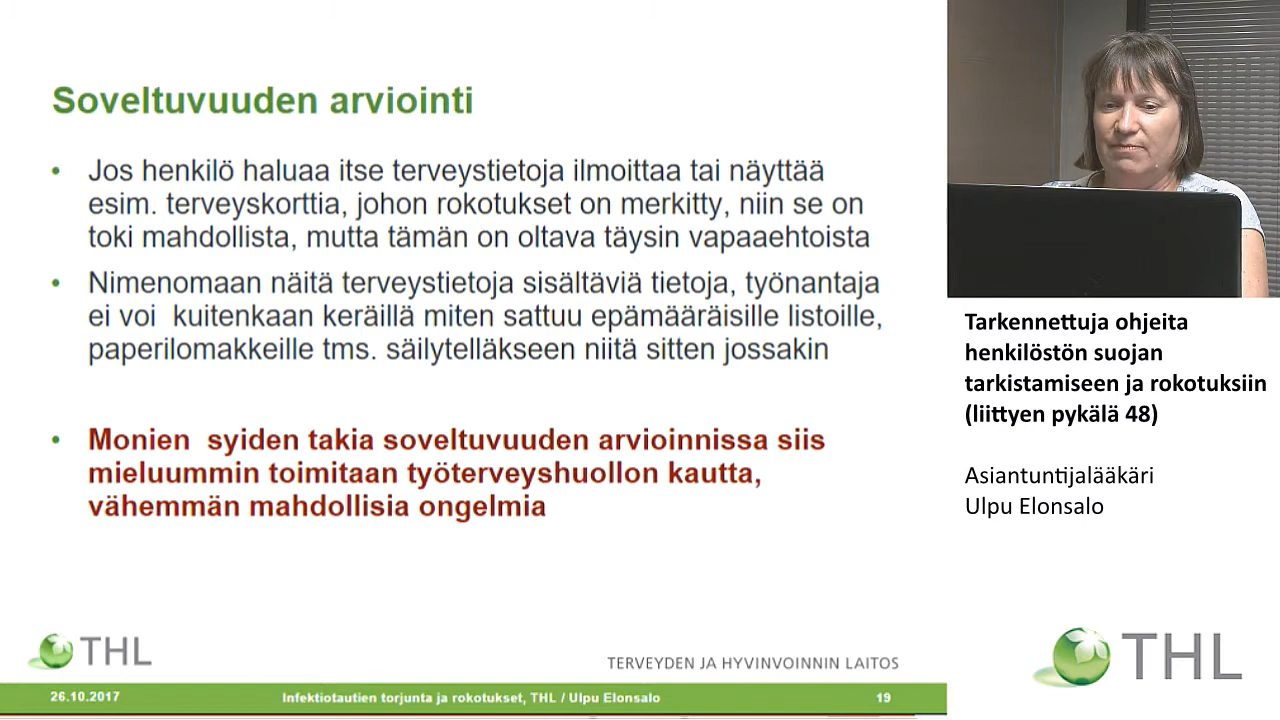 Soveltuvuuden arviointi
• Jos henkilö haluaa itse terveystietoja ilmoittaa tai näyttää
esim. terveyskorttia, johon rokotukset on merkitty, niin se on
toki mahdollista, mutta tämän on oltava täysin vapaaehtoista
• Nimenomaan näitä terveystietoja sisältäviä tietoja, työnantaja
ei voi kuitenkaan keräillä miten sattuu epämääräisille listoille,
paperilomakkeille tms. säilytelläkseen niitä sitten jossakin
• Monien syiden takia soveltuvuuden arvioinnissa siis
mieluummin toimitaan työterveyshuollon kautta,
vähemmän mahdollisia ongelmia
THL
TERVEYDEN JA HYVINVOINNIN LAITOS
26.10.2017
Infektiotautien torjunta ja rokotukset, THL / Ulpu Elonsalo
19
Tarkennettuja ohjeita
henkilöstön suojan
tarkistamiseen ja rokotuksiin
(liittyen pykälä 48)
Asiantuntijalääkäri
Ulpu Elonsalo
THL